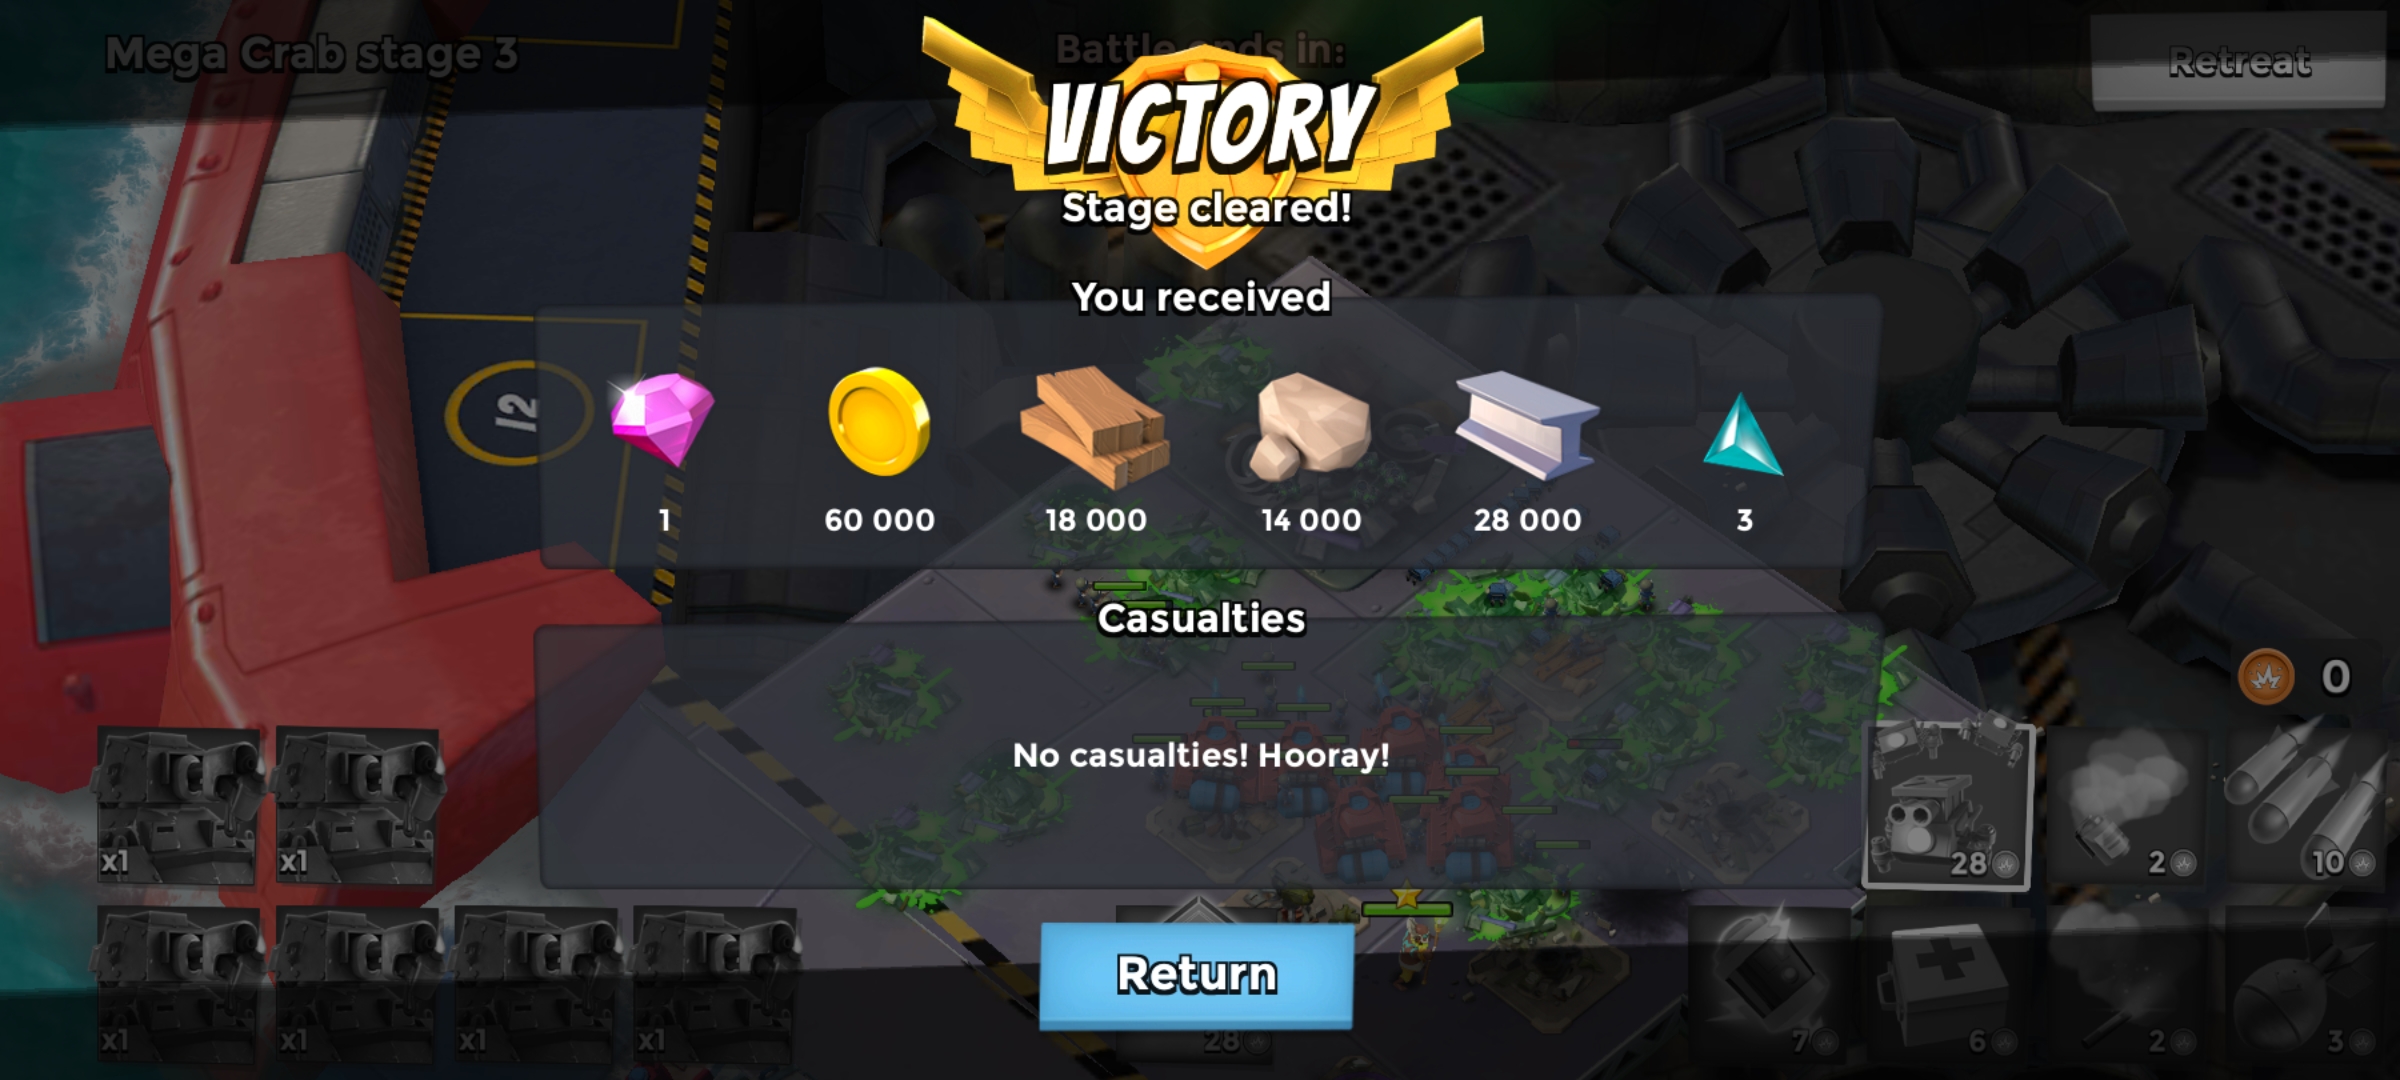 Mega Crab stage 3
Battle ends in:
Retreat
VICTORY
Stage cleared!
You received
1
60 000
18 000
14 000
28 000
3
12
Casualties
No casualties! Hooray!
0
x1
x1
28
2
10
Return
x1
x1
x1
x1
28
7
6
2
3